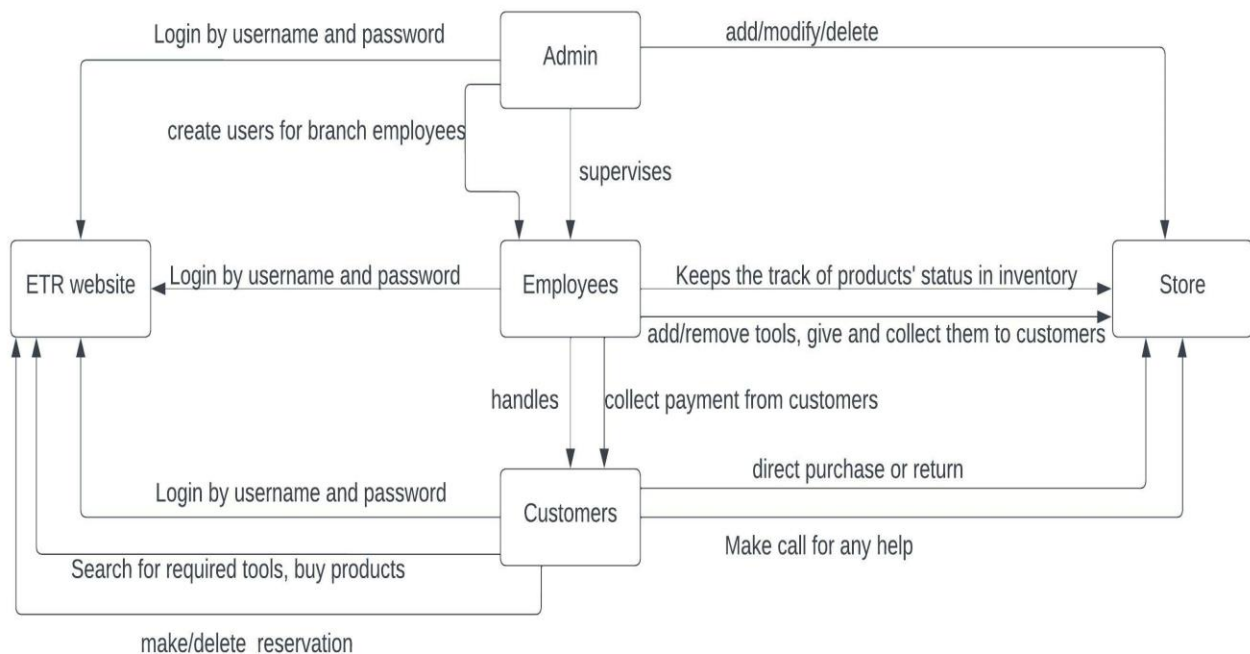 Login by username and password
add/modify/delete
Admin
create users for branch employees
supervises
ETR website
Login by username and password
Employees
Keeps the track of products' status in inventory
Store
add/remove tools, give and collect them to customers
handles
collect payment from customers
direct purchase or return
Login by username and password
Customers
Make call for any help
Search for required tools, buy products
make/delete reservation